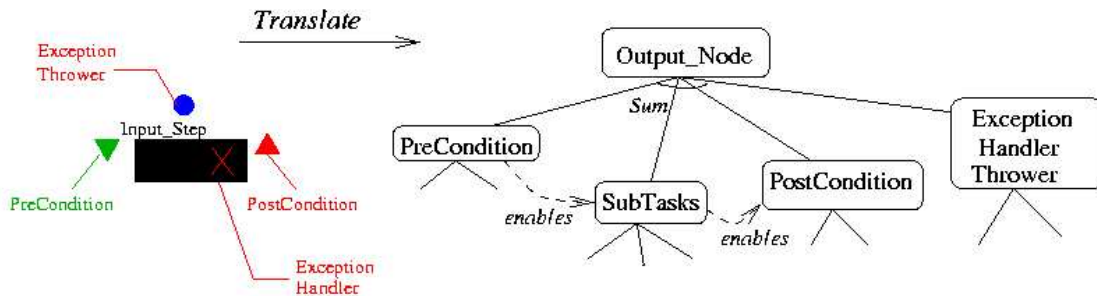 Translate
Exception
Thrower
Input_Step
PreCondition
PostCondition
Exception
Handler
Output_Node
Sum
PreCondition
enables
SubTasks
enables
PostCondition
Exception
Handler
Thrower